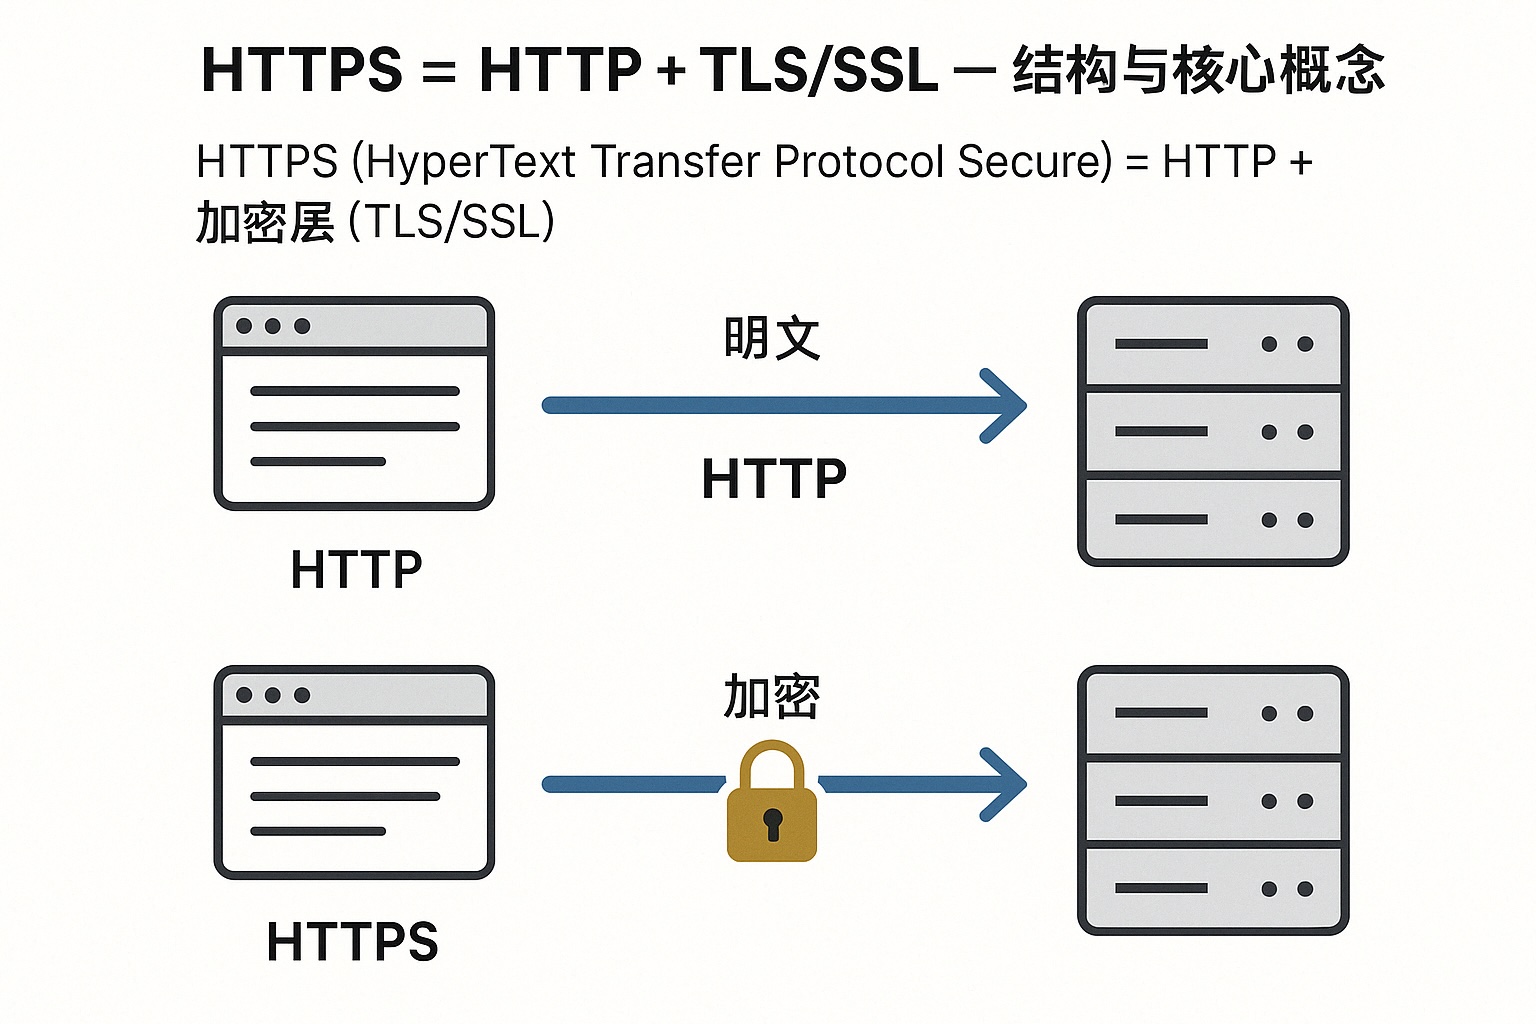 HTTPS = HTTP + TLS/SSL — 结构与核心概念
HTTPS (HyperText Transfer Protocol Secure) = HTTP +
加密层 (TLS/SSL)
明文
HTTP
HTTP
加密
HTTPS